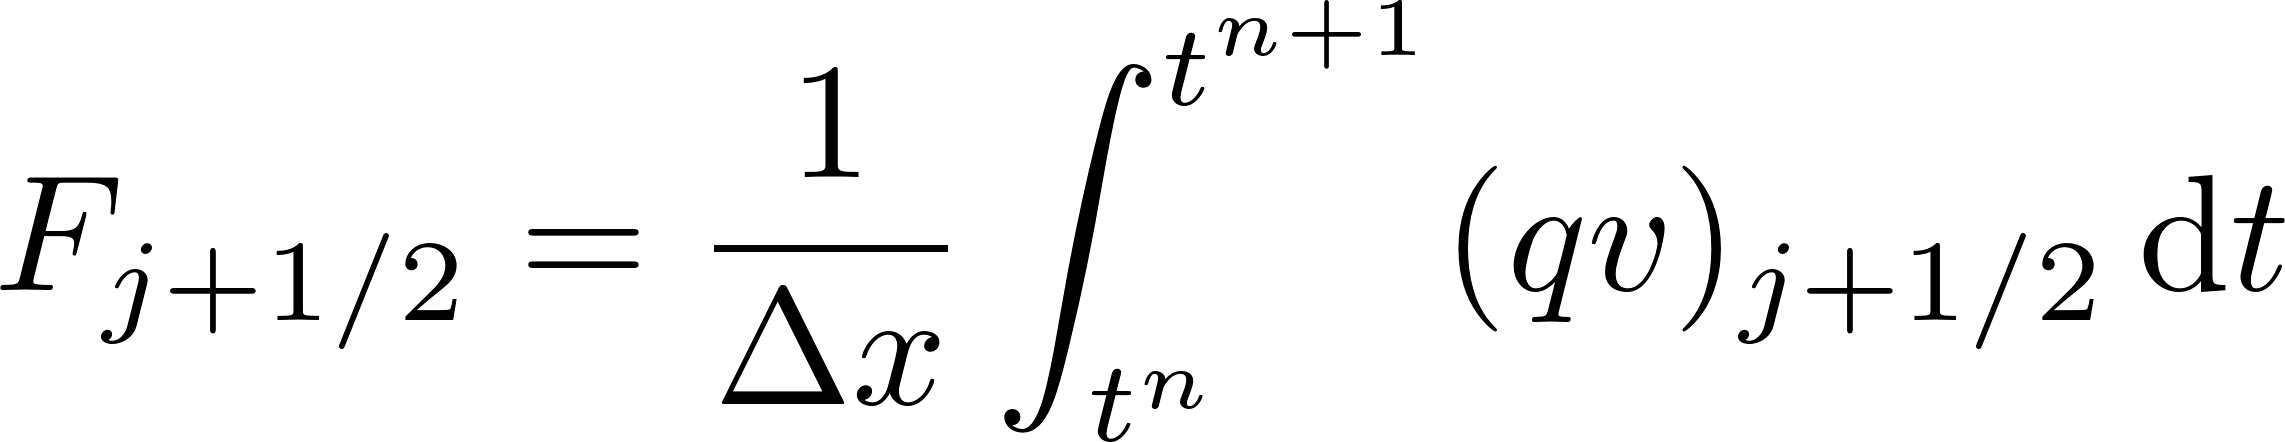 F_{j+1/2} = \frac{1}{\Delta x} \int_{t^n}^{t^{n+1}} (qv)_{j+1/2} \, \mathrm{d}t